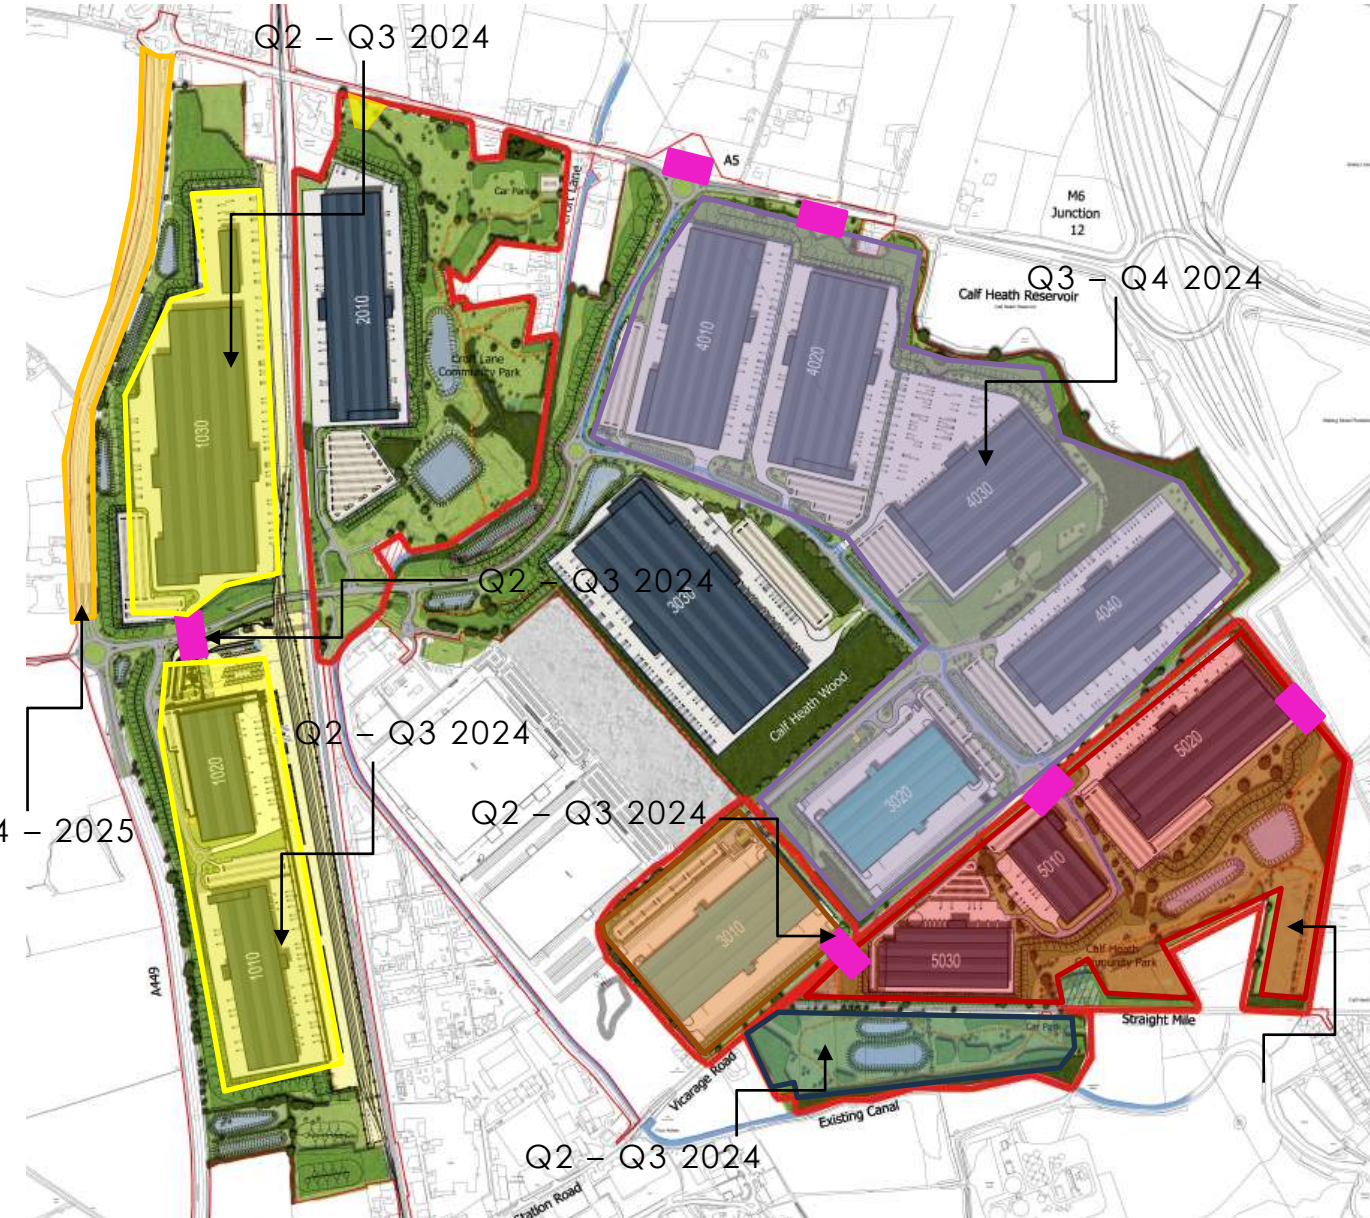 Q2 – Q3 2024
A5
M6
Junction
12
Car Park
Croft Lane
Q3 – Q4 2024
Calf Heath Reservoir
2010
4010
4020
Croft Lane
Community Park
1030
4030
Q2 – Q3 2024
3030
4040
Calf Heath Wood
Q2 – Q3 2024
5020
1020
3020
Q2 – Q3 2024
4 – 2025
5010
3010
Calf Heath
Community Park
5030
1010
A449
Straight Mile
Car Park
Vicarage Road
Existing Canal
Q2 – Q3 2024
Station Road